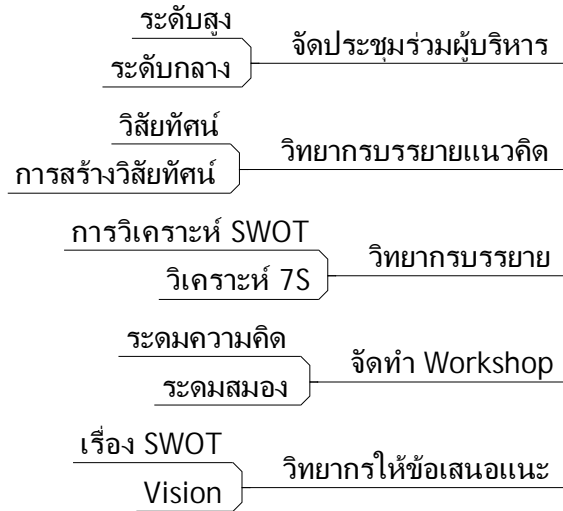 ระดับสูง
ระดับกลาง
จัดประชุมร่วมผู้บริหาร
วิสัยทัศน์
การสร้างวิสัยทัศน์
วิทยากรบรรยายแนวคิด
การวิเคราะห์ SWOT
วิเคราะห์ 7S
วิทยากรบรรยาย
ระดมความคิด
ระดมสมอง
จัดทำ Workshop
เรื่อง SWOT
Vision
วิทยากรให้ข้อเสนอแนะ